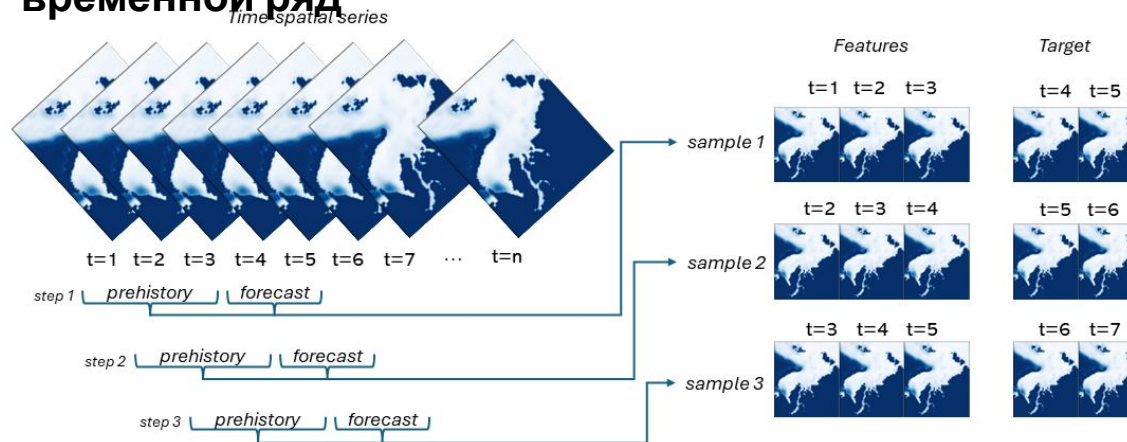 временной ряд
Time spatial series
t=1 t=2 t=3 t=4 t=5 t=6 t=7 ... t=n
step 1 prehistory forecast
step 2 prehistory forecast
step 3 prehistory forecast
Features Target
t=1 t=2 t=3 t=4 t=5
sample 1
t=2 t=3 t=4 t=5 t=6
sample 2
t=3 t=4 t=5 t=6 t=7
sample 3